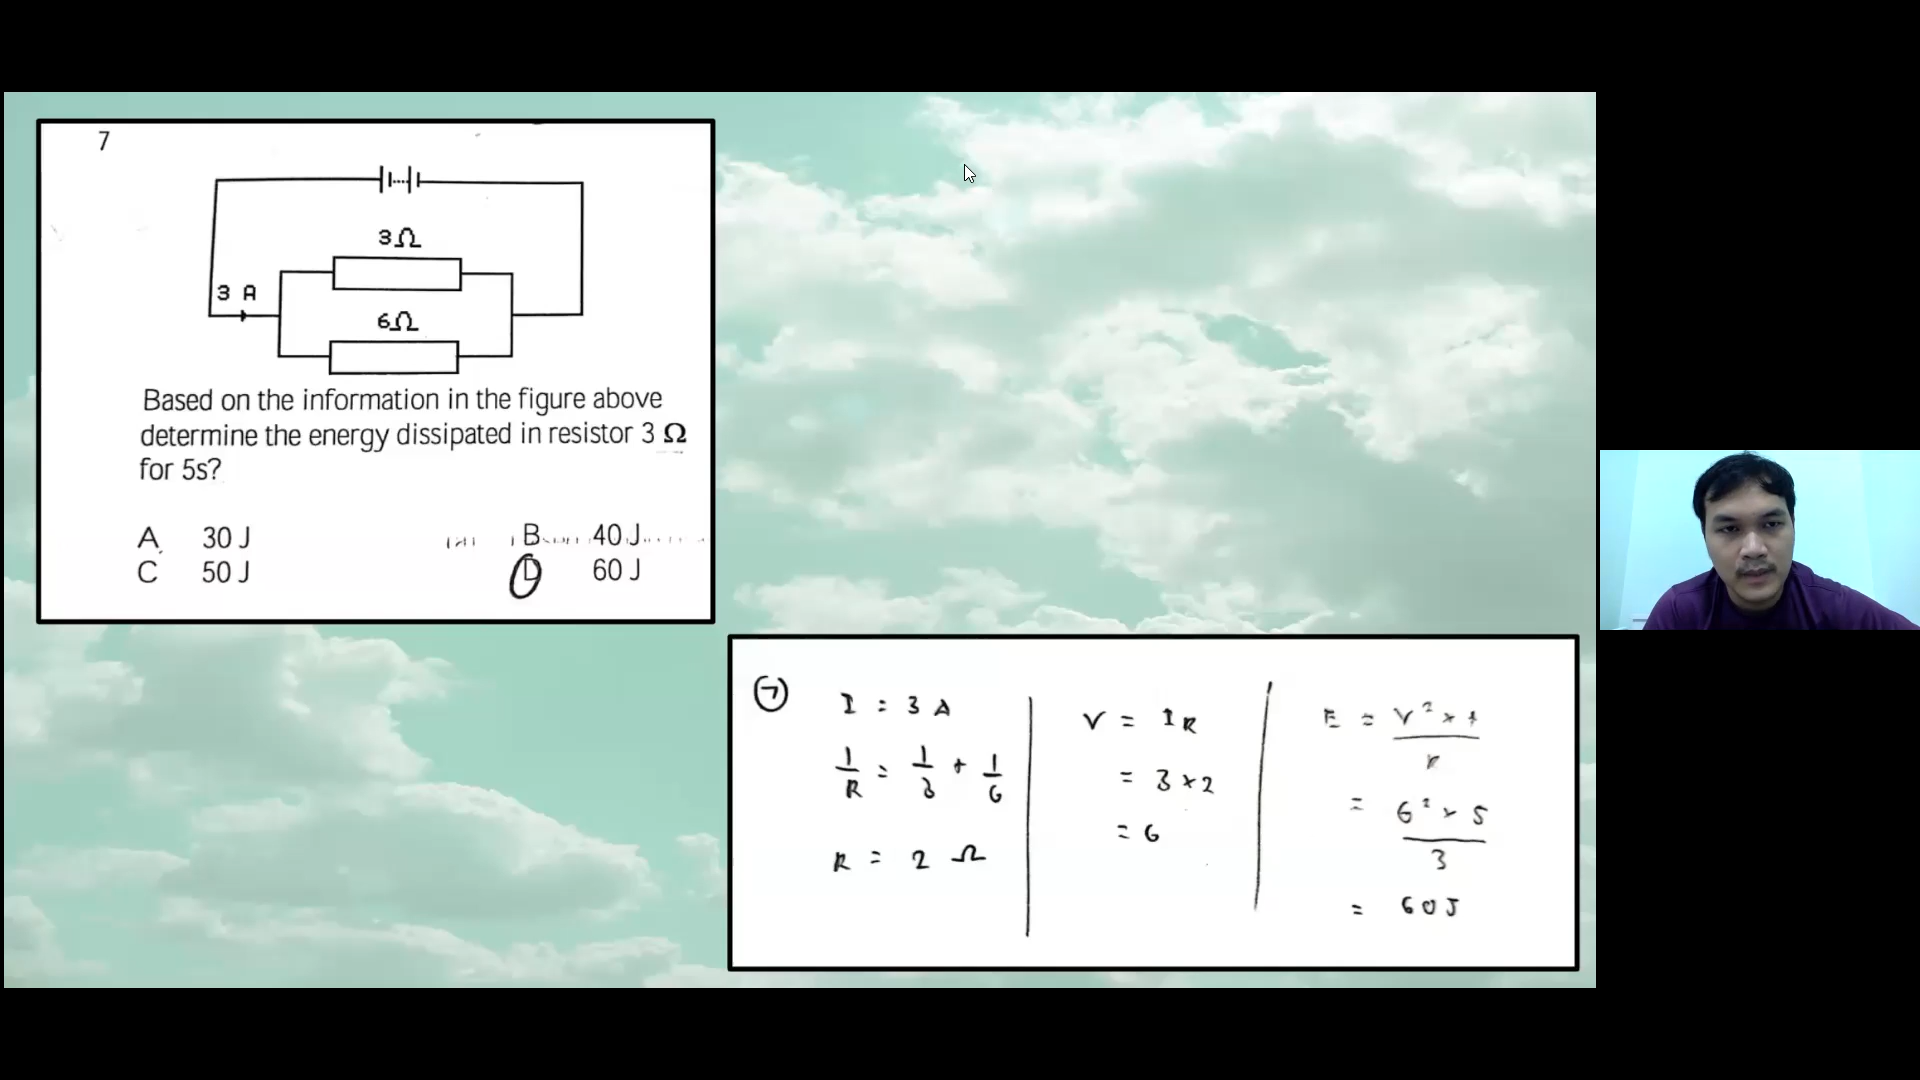 7
3Ω
3 A
6Ω
Based on the information in the figure above
determine the energy dissipated in resistor 3 Ω
for 5s?
A 30 J B 40 J
C 50 J D 60 J
7
I = 3 A
1/R = 1/3 + 1/6
R = 2 Ω
V = IR
= 3 × 2
= 6
E = V² × t / R
= 6² × 5 / 3
= 60J